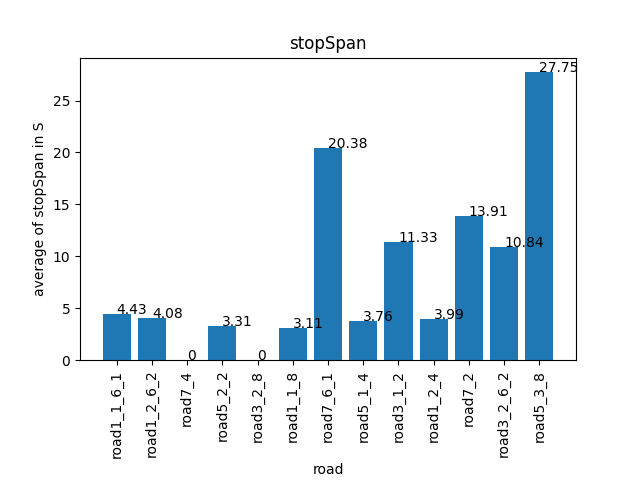 stopSpan
average of stopSpan in S
25
20
15
10
5
0
4.43
4.08
0
3.31
0
3.11
20.38
3.76
11.33
3.99
13.91
10.84
27.75
road1_1_6_1
road1_2_6_2
road7_4
road5_2_2
road3_2_8
road1_1_8
road7_6_1
road5_1_4
road3_1_2
road1_2_4
road7_2
road3_2_6_2
road5_3_8
road